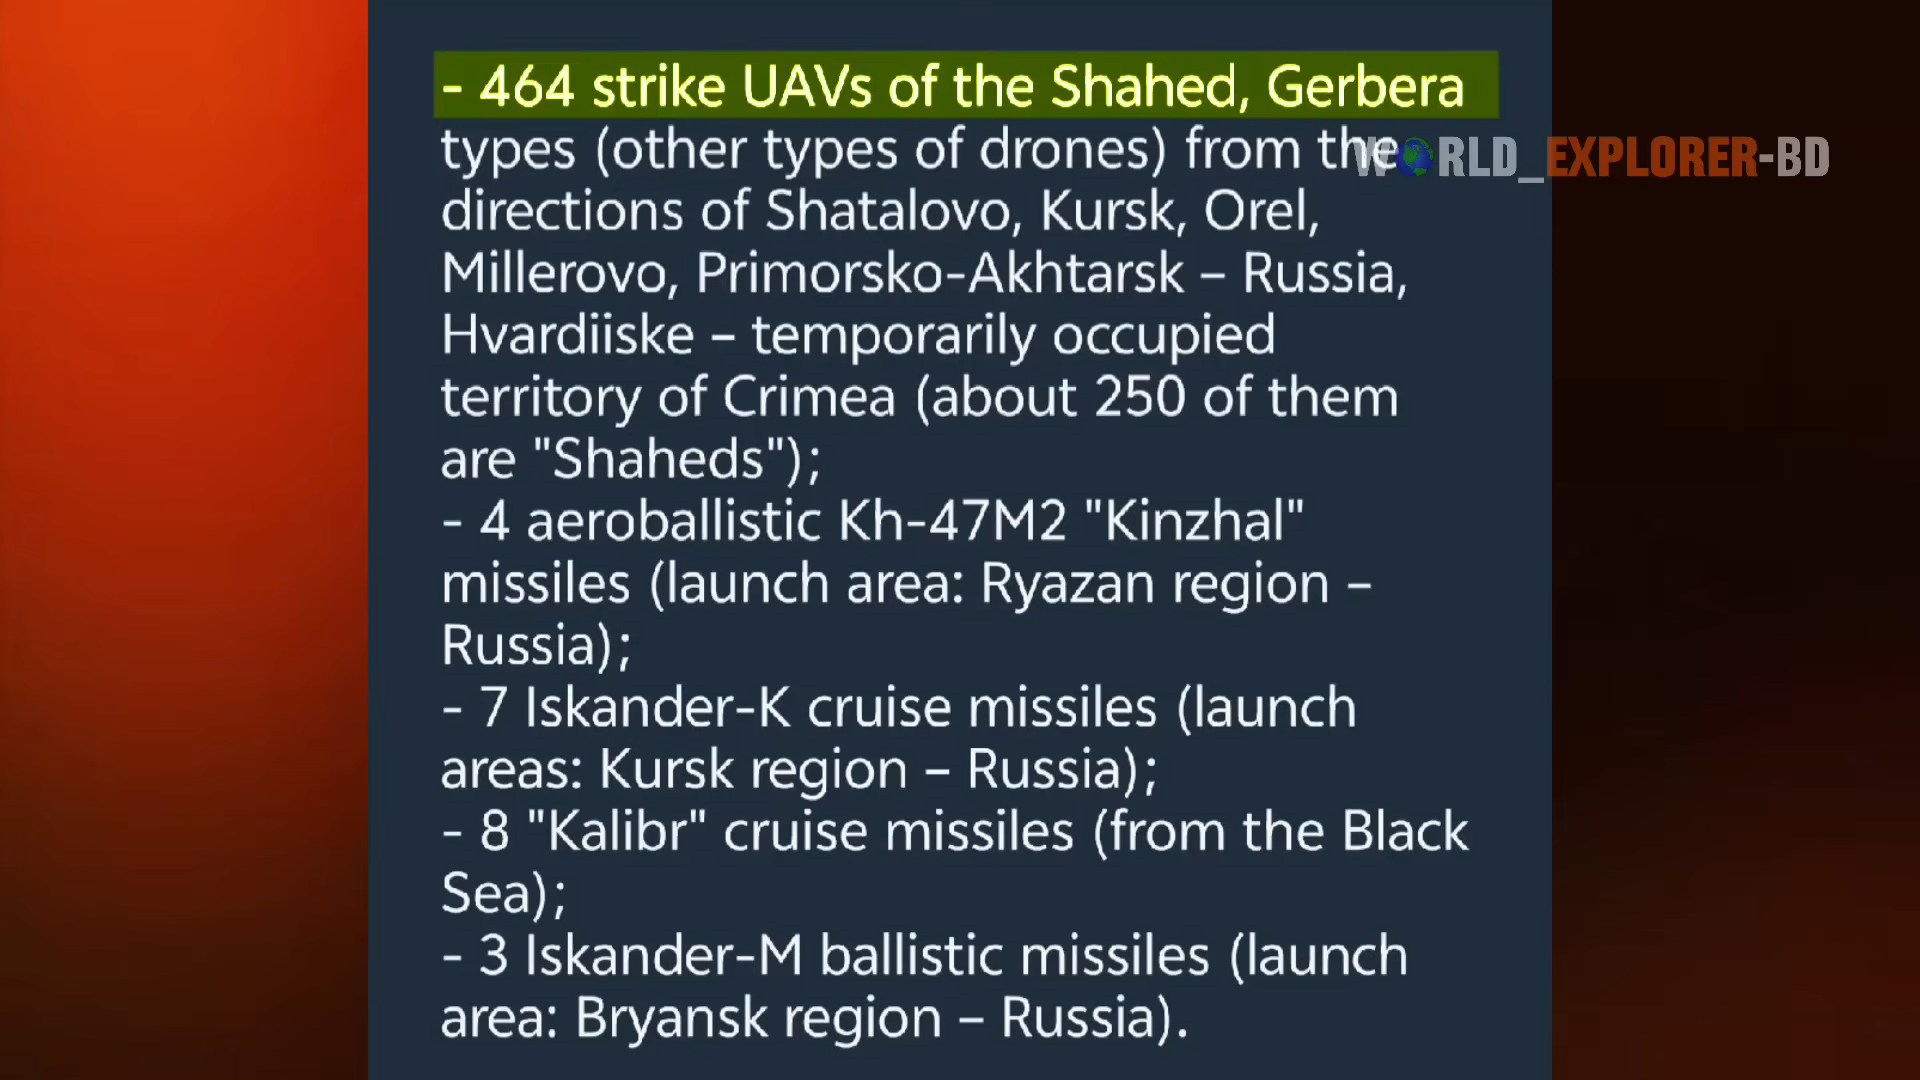 - 464 strike UAVs of the Shahed, Gerbera
types (other types of drones) from the
WORLD_EXPLORER-BD
directions of Shatalovo, Kursk, Orel,
Millerovo, Primorsko-Akhtarsk – Russia,
Hvardiiske – temporarily occupied
territory of Crimea (about 250 of them
are "Shaheds");
- 4 aeroballistic Kh-47M2 "Kinzhal"
missiles (launch area: Ryazan region –
Russia);
- 7 Iskander-K cruise missiles (launch
areas: Kursk region – Russia);
- 8 "Kalibr" cruise missiles (from the Black
Sea);
- 3 Iskander-M ballistic missiles (launch
area: Bryansk region – Russia).